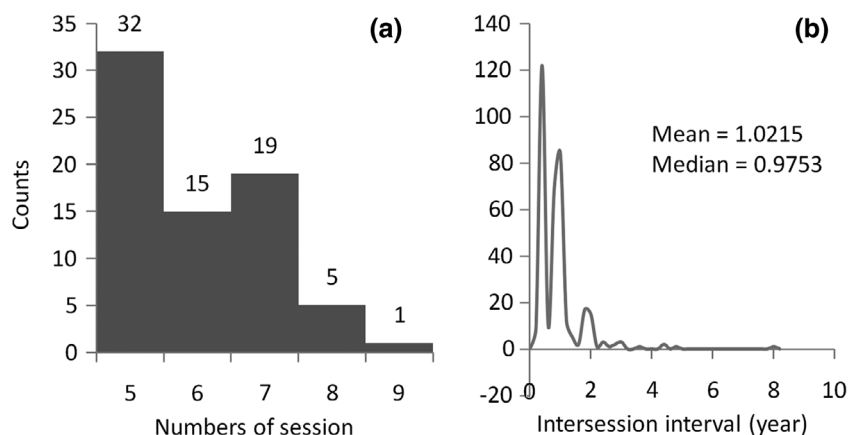 (a)
35
30
25
20
15
10
5
0
Counts
32
15
19
5
1
5 6 7 8 9
Numbers of session
(b)
140
120
100
80
60
40
20
0
-20
Mean = 1.0215
Median = 0.9753
0 2 4 6 8 10
Intersession interval (year)